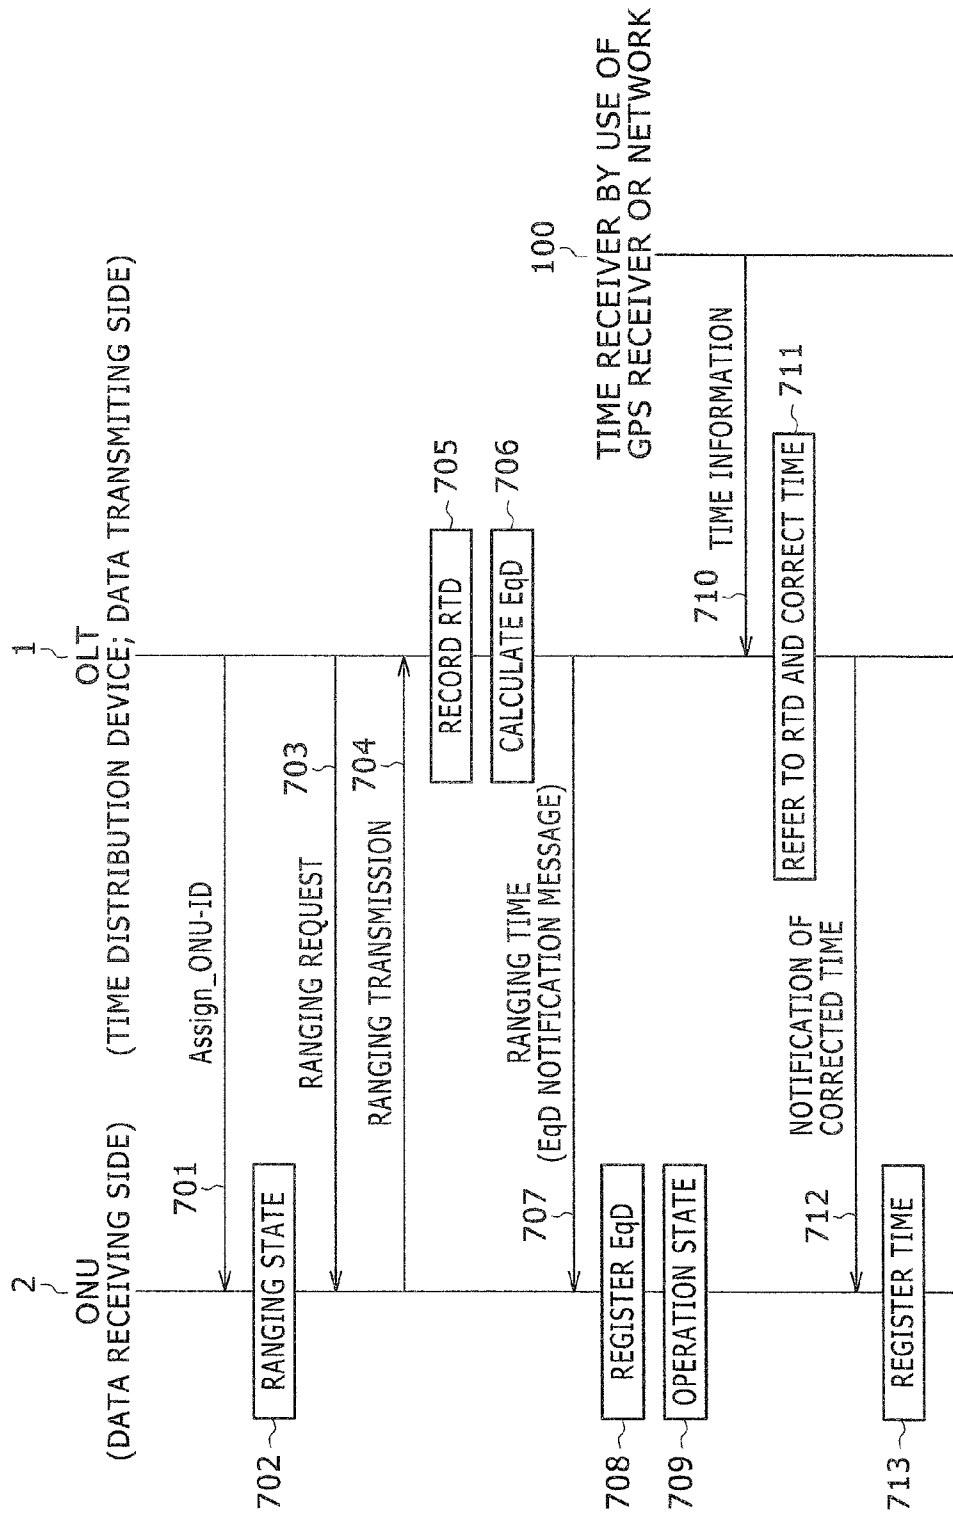 2
ONU
(DATA RECEIVING SIDE)
1
OLT
(TIME DISTRIBUTION DEVICE; DATA TRANSMITING SIDE)
701
Assign_ONU-ID
702
RANGING STATE
RANGING REQUEST
703
RANGING TRANSMISSION
704
RECORD RTD
705
CALCULATE EqD
706
707
RANGING TIME
(EqD NOTIFICATION MESSAGE)
100
TIME RECEIVER BY USE OF
GPS RECEIVER OR NETWORK
708
REGISTER EqD
709
OPERATION STATE
710
TIME INFORMATION
REFER TO RTD AND CORRECT TIME
711
712
NOTIFICATION OF
CORRECTED TIME
713
REGISTER TIME